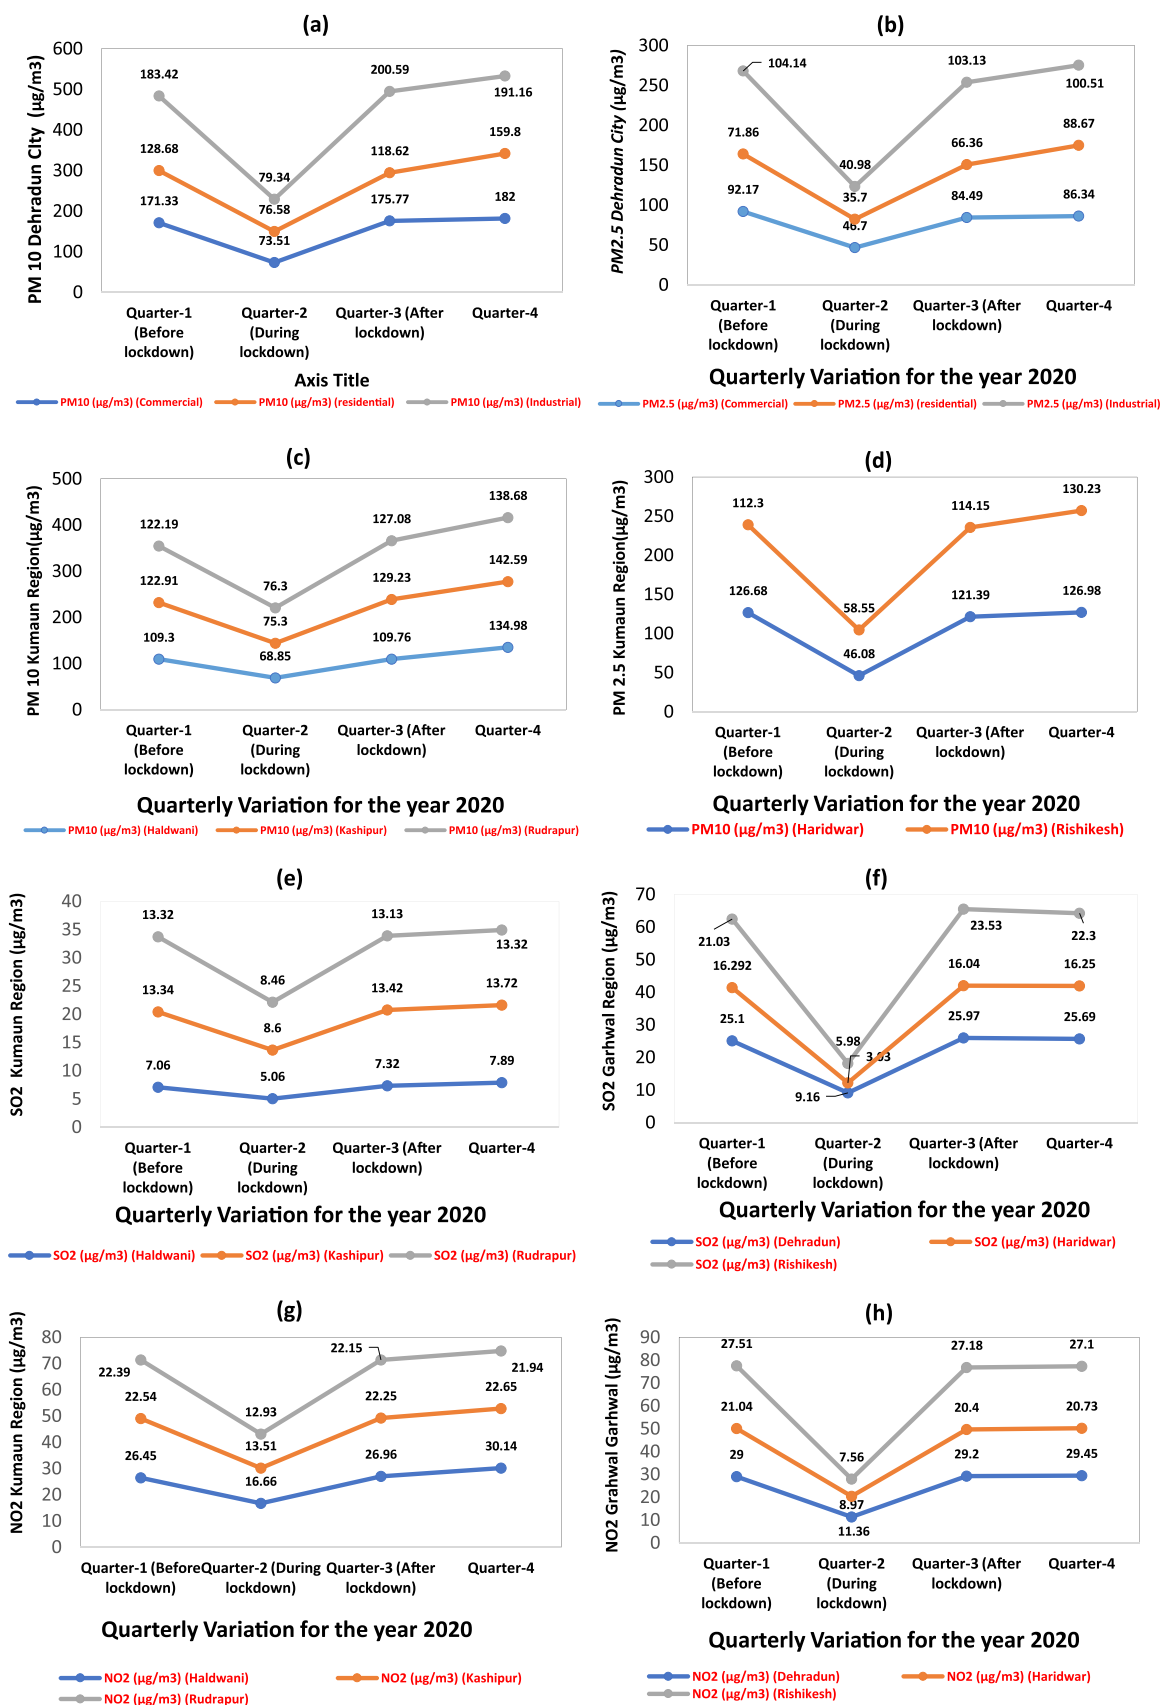 (a)
PM 10 Dehradun City (µg/m3)
600
500
400
300
200
100
0
183.42
200.59
191.16
128.68
79.34
118.62
159.8
171.33
76.58
175.77
182
73.51
Quarter-1 (Before lockdown)
Quarter-2 (During lockdown)
Quarter-3 (After lockdown)
Quarter-4
Axis Title
PM10 (µg/m3) (Commercial) PM10 (µg/m3) (residential) PM10 (µg/m3) (Industrial)
(b)
PM2.5 Dehradun City (µg/m3)
300
250
200
150
100
50
0
104.14
103.13
100.51
71.86
40.98
66.36
88.67
92.17
35.7
84.49
86.34
46.7
Quarter-1 (Before lockdown)
Quarter-2 (During lockdown)
Quarter-3 (After lockdown)
Quarter-4
Quarterly Variation for the year 2020
PM2.5 (µg/m3) (Commercial) PM2.5 (µg/m3) (residential) PM2.5 (µg/m3) (Industrial)
(c)
PM 10 Kumaun Region(µg/m3)
500
400
300
200
100
0
122.19
127.08
138.68
122.91
76.3
129.23
142.59
109.3
75.3
109.76
134.98
68.85
Quarter-1 (Before lockdown)
Quarter-2 (During lockdown)
Quarter-3 (After lockdown)
Quarter-4
Quarterly Variation for the year 2020
PM10 (µg/m3) (Haldwani) PM10 (µg/m3) (Kashipur) PM10 (µg/m3) (Rudrapur)
(d)
PM 2.5 Kumaun Region(µg/m3)
300
250
200
150
100
50
0
112.3
114.15
130.23
126.68
58.55
121.39
126.98
46.08
Quarter-1 (Before lockdown)
Quarter-2 (During lockdown)
Quarter-3 (After lockdown)
Quarter-4
Quarterly Variation for the year 2020
PM10 (µg/m3) (Haridwar) PM10 (µg/m3) (Rishikesh)
(e)
SO2 Kumaun Region (µg/m3)
40
35
30
25
20
15
10
5
0
13.32
13.13
13.32
13.34
8.46
13.42
13.72
7.06
8.6
7.32
7.89
5.06
Quarter-1 (Before lockdown)
Quarter-2 (During lockdown)
Quarter-3 (After lockdown)
Quarter-4
Quarterly Variation for the year 2020
SO2 (µg/m3) (Haldwani) SO2 (µg/m3) (Kashipur) SO2 (µg/m3) (Rudrapur)
(f)
SO2 Garhwal Region (µg/m3)
70
60
50
40
30
20
10
0
21.03
23.53
22.3
16.292
16.04
16.25
25.1
5.98
25.97
25.69
9.16
Quarter-1 (Before lockdown)
Quarter-2 (During lockdown)
Quarter-3 (After lockdown)
Quarter-4
Quarterly Variation for the year 2020
SO2 (µg/m3) (Dehradun) SO2 (µg/m3) (Haridwar)
SO2 (µg/m3) (Rishikesh)
(g)
NO2 Kumaun Region (µg/m3)
80
70
60
50
40
30
20
10
0
22.39
22.15
21.94
22.54
12.93
22.25
22.65
26.45
13.51
26.96
30.14
16.66
Quarter-1 (Before lockdown)
Quarter-2 (During lockdown)
Quarter-3 (After lockdown)
Quarter-4
Quarterly Variation for the year 2020
NO2 (µg/m3) (Haldwani) NO2 (µg/m3) (Kashipur)
NO2 (µg/m3) (Rudrapur)
(h)
NO2 Grahwal Garhwal (µg/m3)
90
80
70
60
50
40
30
20
10
0
27.51
27.18
27.1
21.04
7.56
20.4
20.73
29
8.97
29.2
29.45
11.36
Quarter-1 (Before lockdown)
Quarter-2 (During lockdown)
Quarter-3 (After lockdown)
Quarter-4
Quarterly Variation for the year 2020
NO2 (µg/m3) (Dehradun) NO2 (µg/m3) (Haridwar)
NO2 (µg/m3) (Rishikesh)